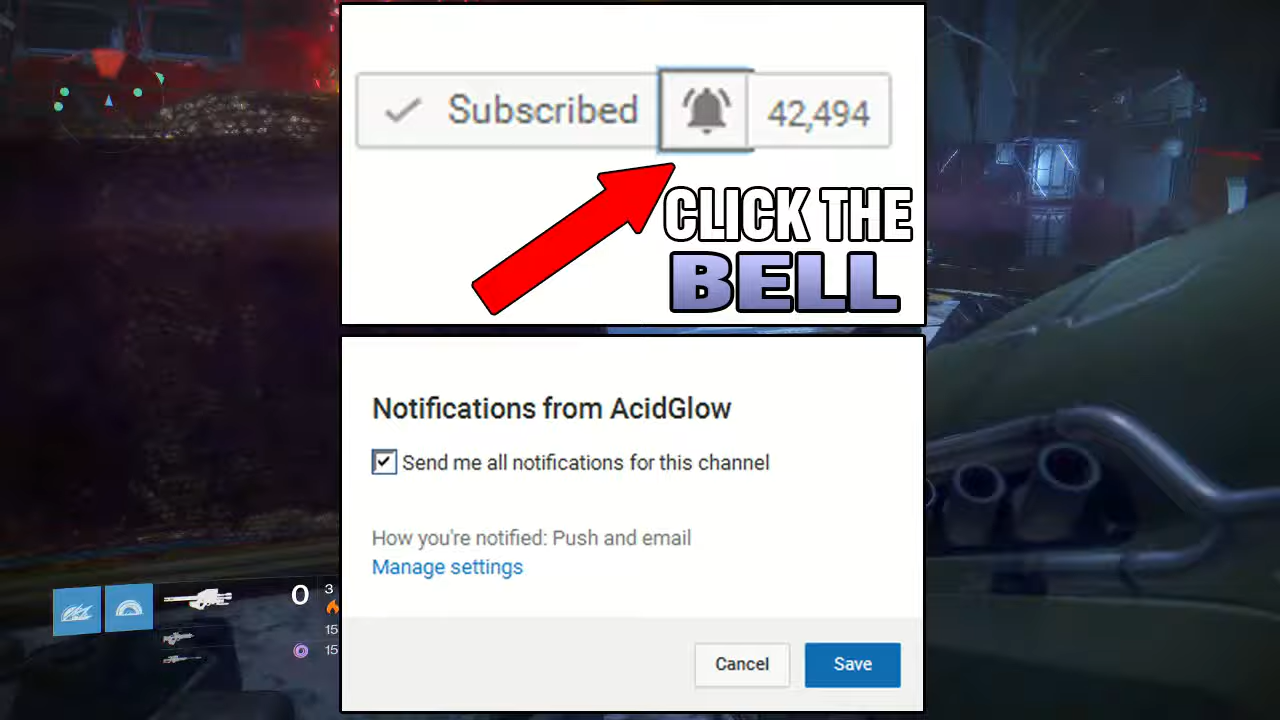 Subscribed
42,494
CLICK THE
BELL
Notifications from AcidGlow
Send me all notifications for this channel
How you're notified: Push and email
Manage settings
Cancel
Save
0
3
15
15